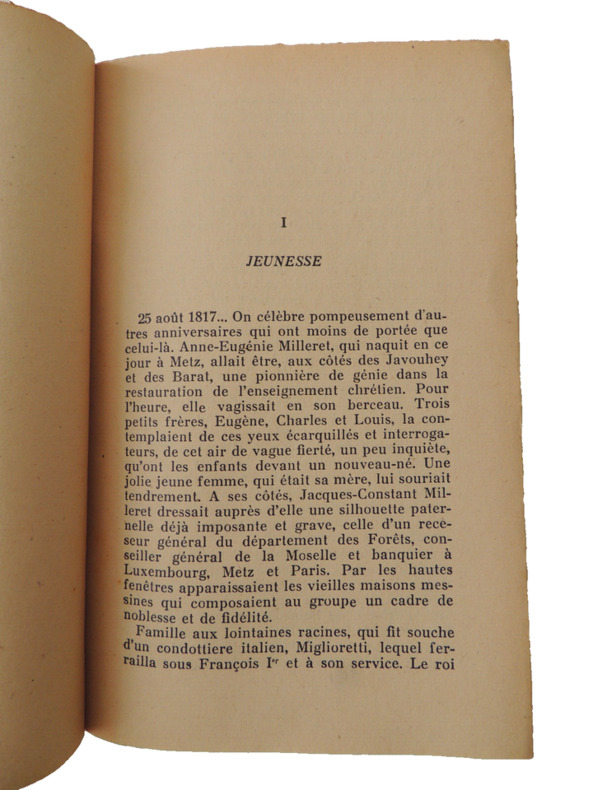 I
JEUNESSE
25 août 1817... On célèbre pompeusement d'au-
tres anniversaires qui ont moins de portée que
celui-là. Anne-Eugénie Milleret, qui naquit en ce
jour à Metz, allait être, aux côtés des Javouhey
et des Barat, une pionnière de génie dans la
restauration de l'enseignement chrétien. Pour
l'heure, elle vagissait en son berceau. Trois
petits frères, Eugène, Charles et Louis, la con-
templaient de ces yeux écarquillés et interroga-
teurs, de cet air de vague fierté, un peu inquiète,
qu'ont les enfants devant un nouveau-né. Une
jolie jeune femme, qui était sa mère, lui souriait
tendrement. A ses côtés, Jacques-Constant Mil-
leret dressait auprès d'elle une silhouette pater-
nelle déjà imposante et grave, celle d'un rece-
seur général du département des Forêts, con-
seiller général de la Moselle et banquier à
Luxembourg, Metz et Paris. Par les hautes
fenêtres apparaissaient les vieilles maisons mes-
sines qui composaient au groupe un cadre de
noblesse et de fidélité.
Famille aux lointaines racines, qui fit souche
d'un condottiere italien, Miglioretti, lequel fer-
railla sous François Ier et à son service. Le roi